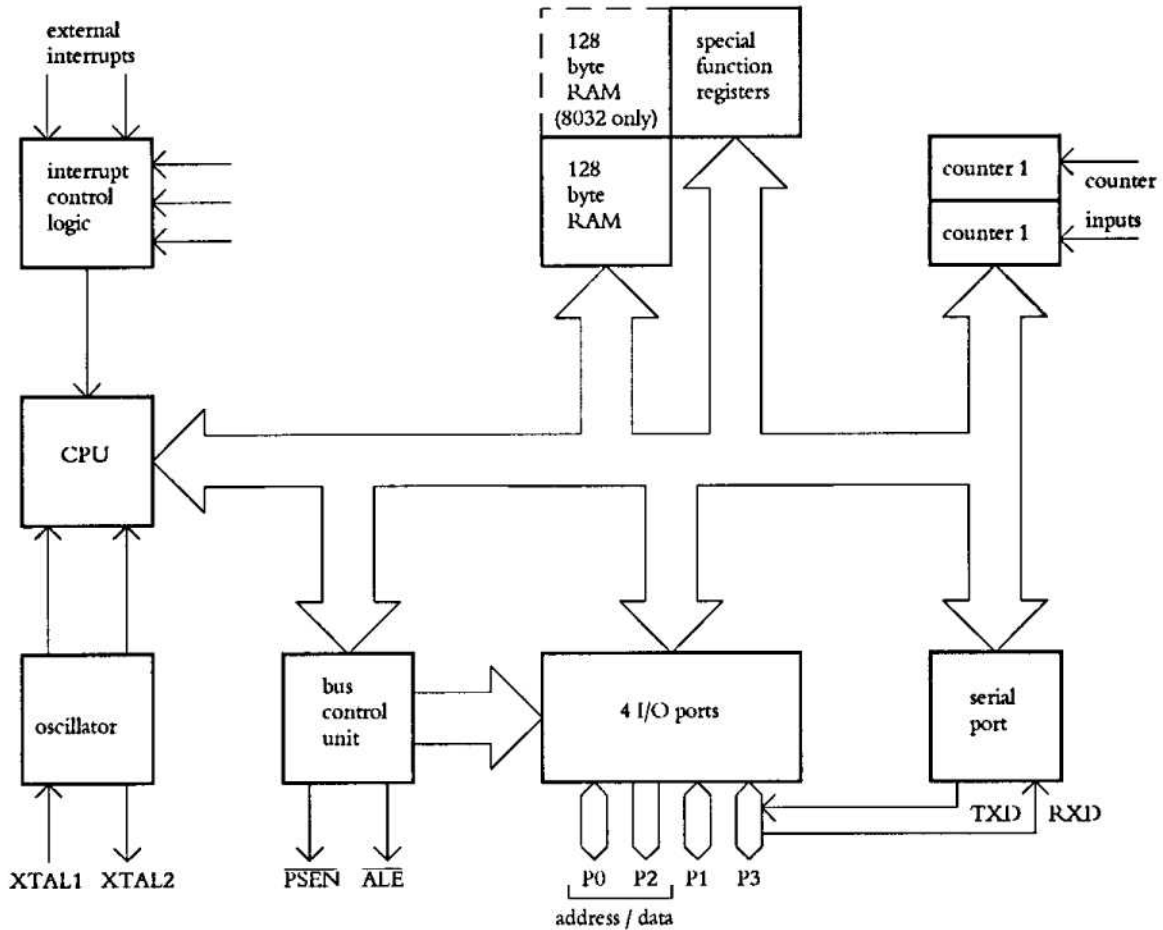 external
interrupts
128
byte
RAM
(8032 only)
special
function
registers
interrupt
control
logic
128
byte
RAM
counter 1
counter 1
counter
inputs
CPU
oscillator
bus
control
unit
4 I/O ports
serial
port
TXD RXD
XTAL1 XTAL2
PSEN ALE
P0 P2 P1 P3
address / data